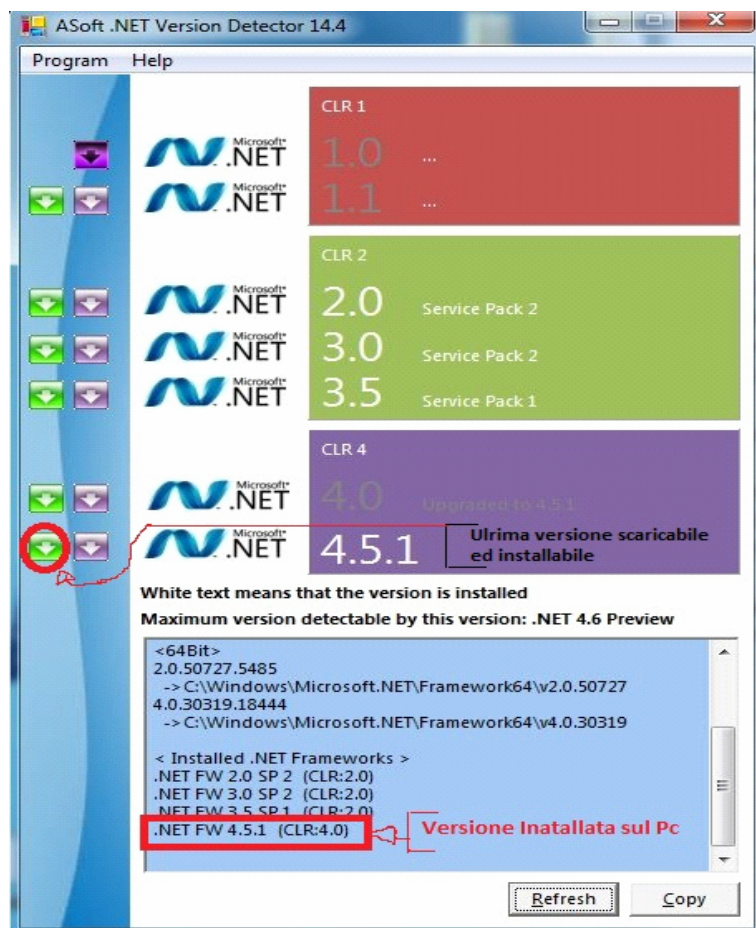 ASoft .NET Version Detector 14.4
Program Help
CLR 1
Microsoft .NET 1.0 ...
Microsoft .NET 1.1 ...
CLR 2
Microsoft .NET 2.0 Service Pack 2
Microsoft .NET 3.0 Service Pack 2
Microsoft .NET 3.5 Service Pack 1
CLR 4
Microsoft .NET 4.0 Upgraded to 4.5.1
Microsoft .NET 4.5.1
Ulrima versione scaricabile
ed installabile
White text means that the version is installed
Maximum version detectable by this version: .NET 4.6 Preview
<64Bit>
2.0.50727.5485
->C:\Windows\Microsoft.NET\Framework64\v2.0.50727
4.0.30319.18444
->C:\Windows\Microsoft.NET\Framework64\v4.0.30319
< Installed .NET Frameworks >
.NET FW 2.0 SP 2 (CLR:2.0)
.NET FW 3.0 SP 2 (CLR:2.0)
.NET FW 3.5 SP 1 (CLR:2.0)
.NET FW 4.5.1 (CLR:4.0)
Versione Inatallata sul Pc
Refresh Copy